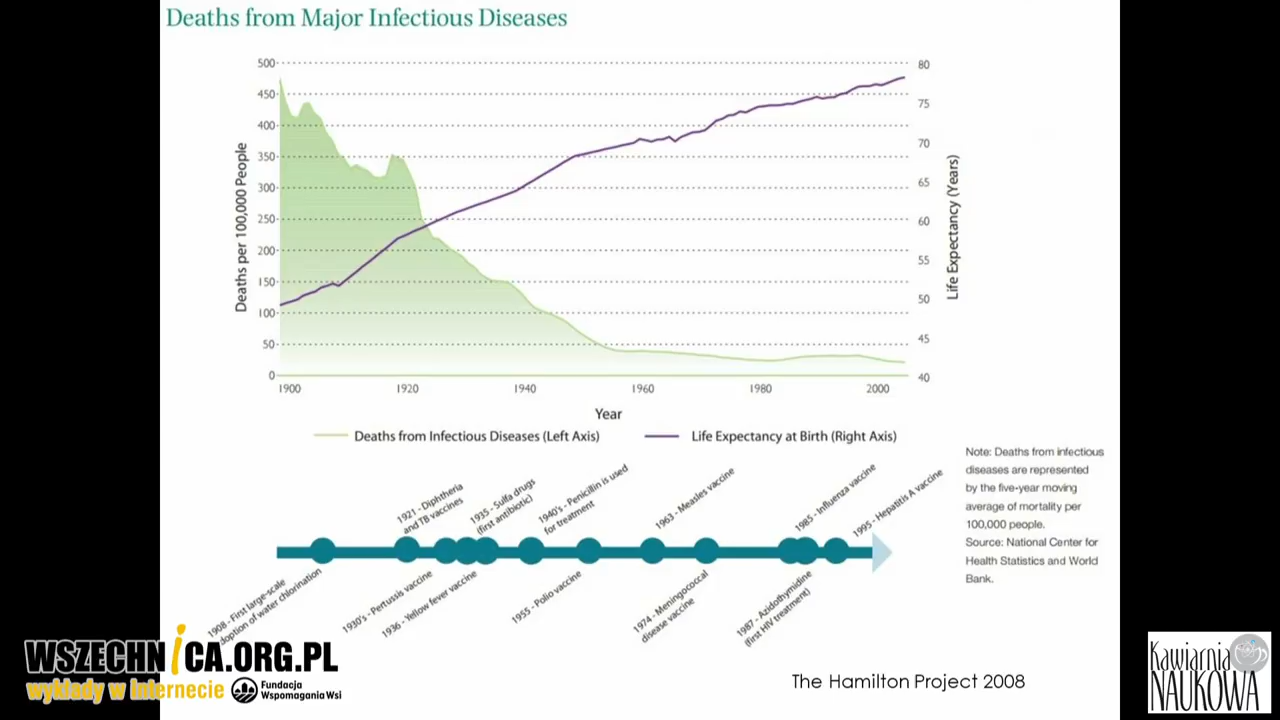 Deaths from Major Infectious Diseases
500
450
400
350
300
250
200
150
100
50
0
Deaths per 100,000 People
80
75
70
65
60
55
50
45
40
Life Expectancy (Years)
1900
1920
1940
1960
1980
2000
Year
Deaths from Infectious Diseases (Left Axis)
Life Expectancy at Birth (Right Axis)
Note: Deaths from infectious
diseases are represented
by the five-year moving
average of mortality per
100,000 people.
Source: National Center for
Health Statistics and World
Bank.
1921 - Diphtheria
and TB vaccines
1935 - Sulfa drugs
(first antibiotic)
1940's - Penicillin is used
for treatment
1963 - Measles vaccine
1985 - Influenza vaccine
1995 - Hepatitis A vaccine
1908 - First large-scale
doption of water chlorination
1930's - Pertussis vaccine
1936 - Yellow fever vaccine
1955 - Polio vaccine
1974 - Meningococcal
disease vaccine
1987 - Azidothymidine
(first HIV treatment)
WSZECHNICA.ORG.PL
wykłady w Internecie
Fundacja
Wspomagania Wsi
The Hamilton Project 2008
Kawiarnia
NAUKOWA